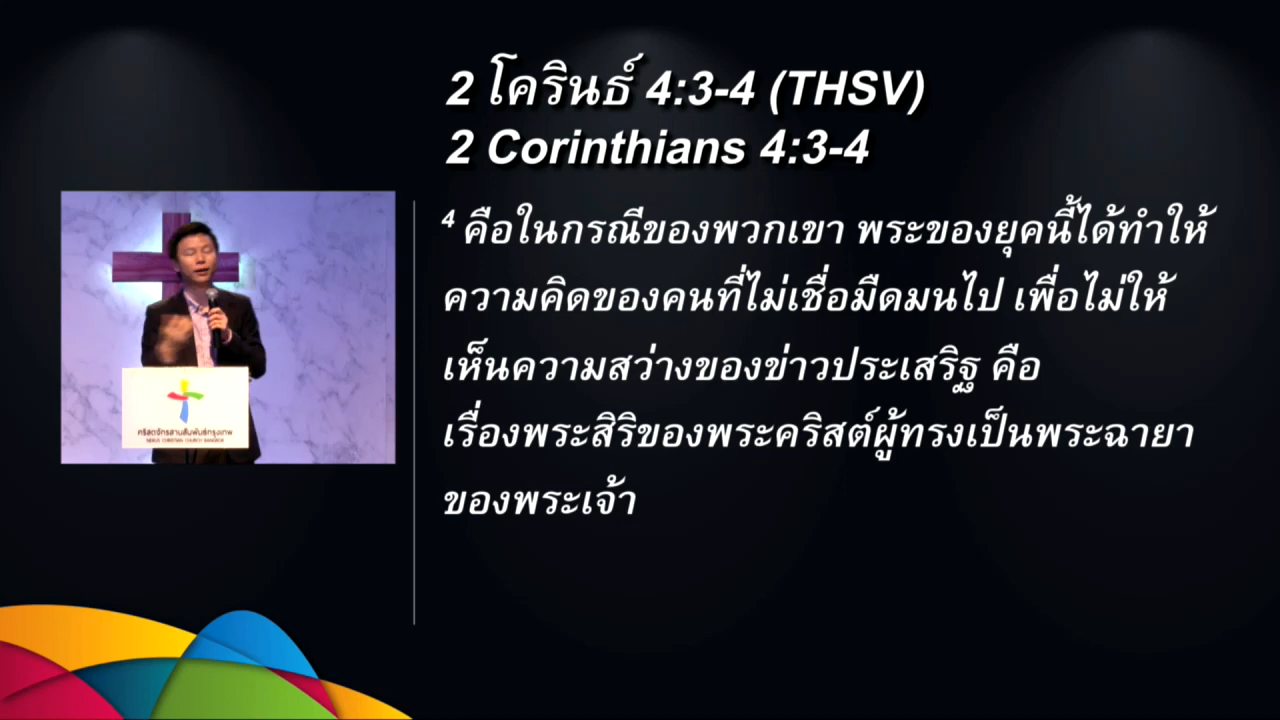 2 โครินธ์ 4:3-4 (THSV)
2 Corinthians 4:3-4
4 คือในกรณีของพวกเขา พระของยุคนี้ได้ทำให้
ความคิดของคนที่ไม่เชื่อมืดมนไป เพื่อไม่ให้
เห็นความสว่างของข่าวประเสริฐ คือ
เรื่องพระสิริของพระคริสต์ผู้ทรงเป็นพระฉายา
ของพระเจ้า
คริสตจักรสานสัมพันธ์กรุงเทพ
NEXUS CHRISTIAN CHURCH BANGKOK